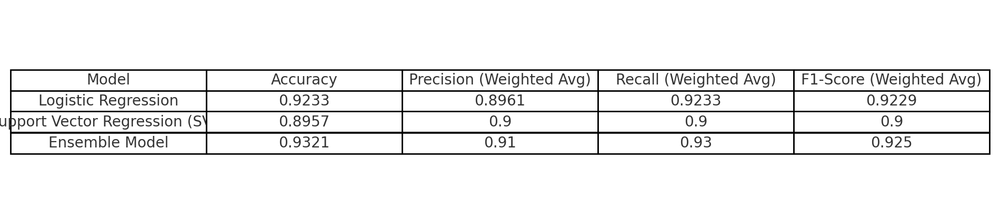 Model Accuracy Precision (Weighted Avg) Recall (Weighted Avg) F1-Score (Weighted Avg)
Logistic Regression 0.9233 0.8961 0.9233 0.9229
upport Vector Regression (SV 0.8957 0.9 0.9 0.9
Ensemble Model 0.9321 0.91 0.93 0.925